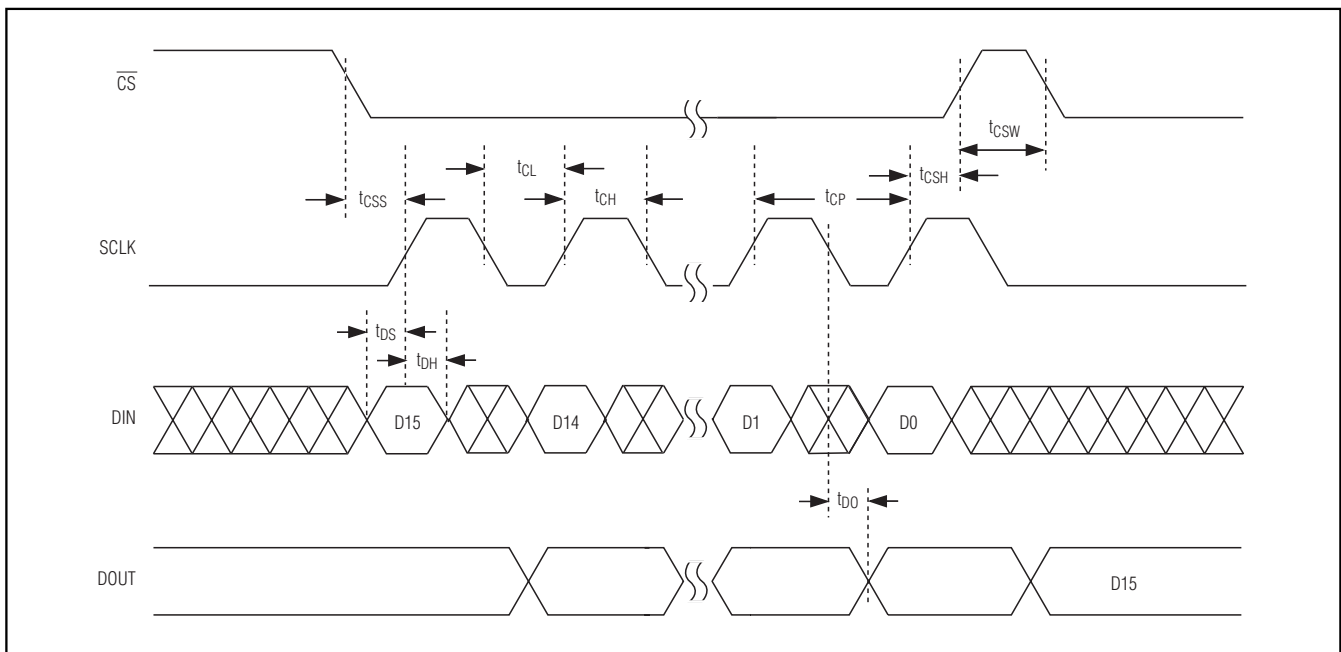 CS
tCSW
tCL
tCSH
tCSS
tCH
tCP
SCLK
tDS
tDH
DIN
D15
D14
D1
D0
tDO
DOUT
D15